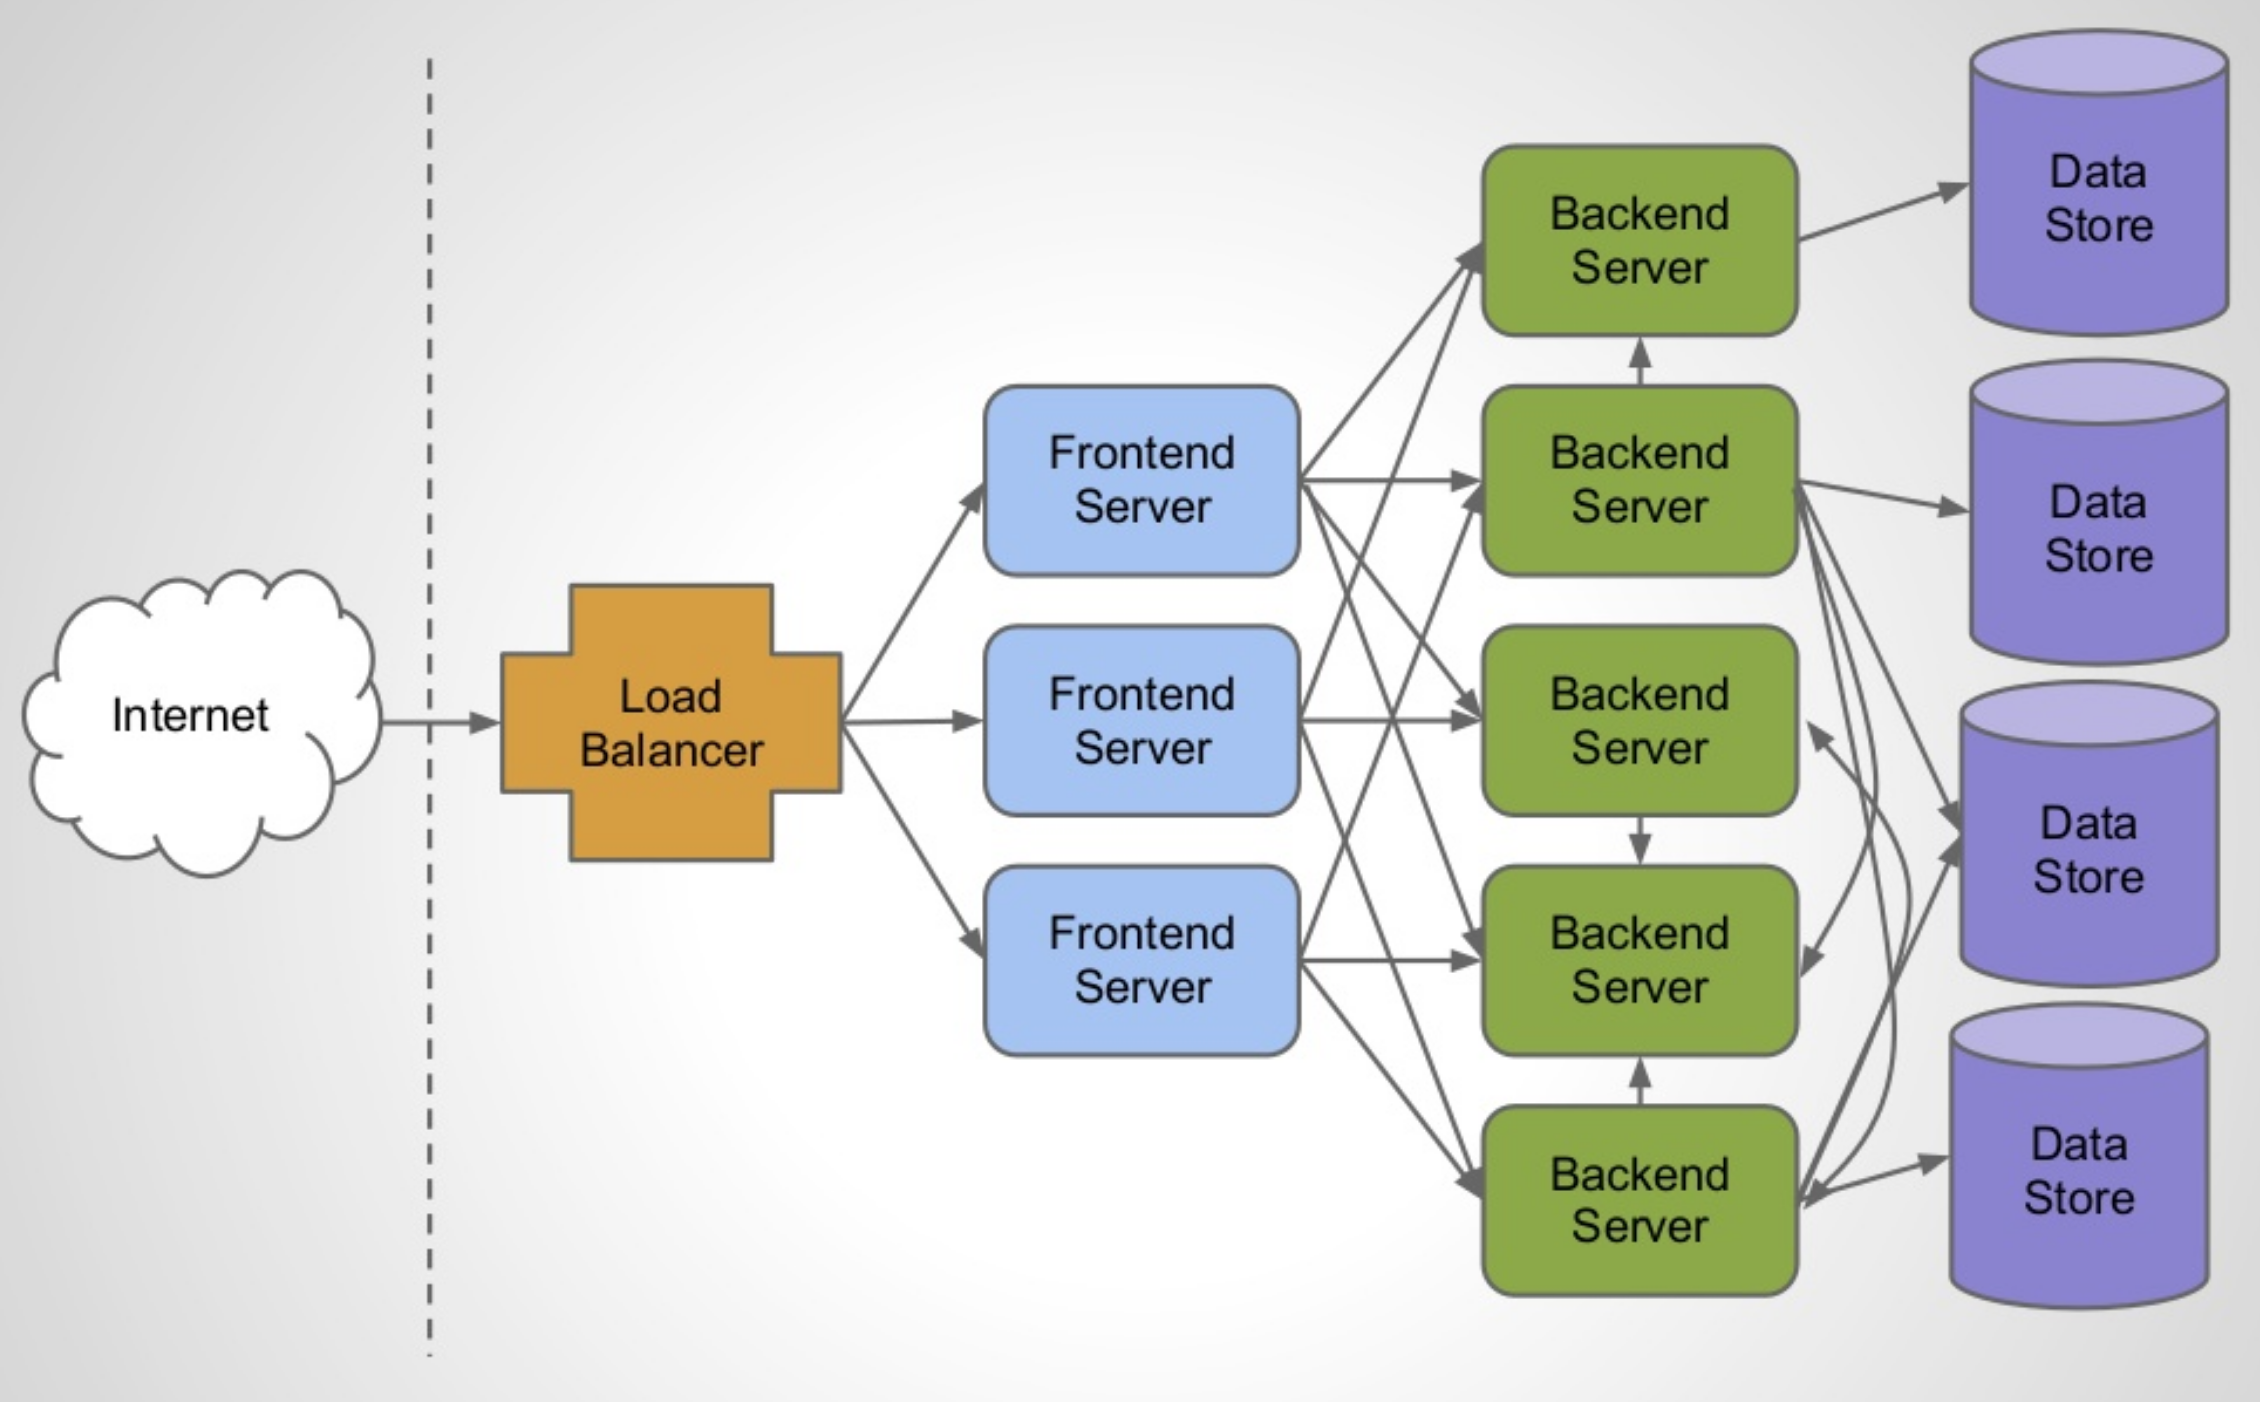 Internet
Load
Balancer
Frontend
Server
Frontend
Server
Frontend
Server
Backend
Server
Backend
Server
Backend
Server
Backend
Server
Backend
Server
Data
Store
Data
Store
Data
Store
Data
Store